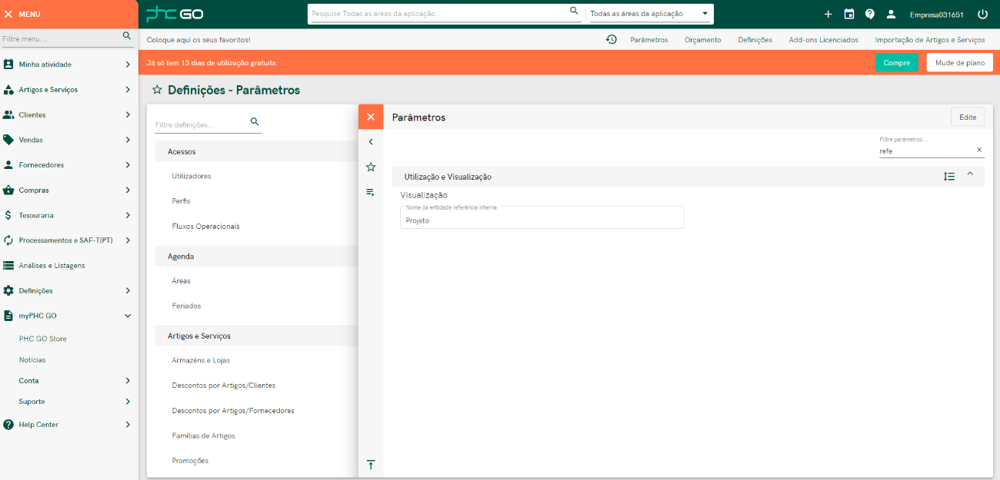 MENU
phc GO
Pesquise Todas as áreas da aplicação...
Todas as áreas da aplicação
Empresa031651
Filtre menu...
Coloque aqui os seus favoritos!
Parâmetros
Orçamento
Definições
Add-ons Licenciados
Importação de Artigos e Serviços
Já só tem 13 dias de utilização gratuita.
Compre
Mude de plano
Minha atividade
Artigos e Serviços
Clientes
Vendas
Fornecedores
Compras
Tesouraria
Processamentos e SAF-T(PT)
Análises e Listagens
Definições
myPHC GO
PHC GO Store
Notícias
Conta
Suporte
Help Center
Definições - Parâmetros
Filtre definições...
Acessos
Utilizadores
Perfis
Fluxos Operacionais
Agenda
Áreas
Feriados
Artigos e Serviços
Armazéns e Lojas
Descontos por Artigos/Clientes
Descontos por Artigos/Fornecedores
Famílias de Artigos
Promoções
Parâmetros
Edite
Filtre parâmetros...
refe
Utilização e Visualização
Visualização
Nome da entidade referência interna
Projeto